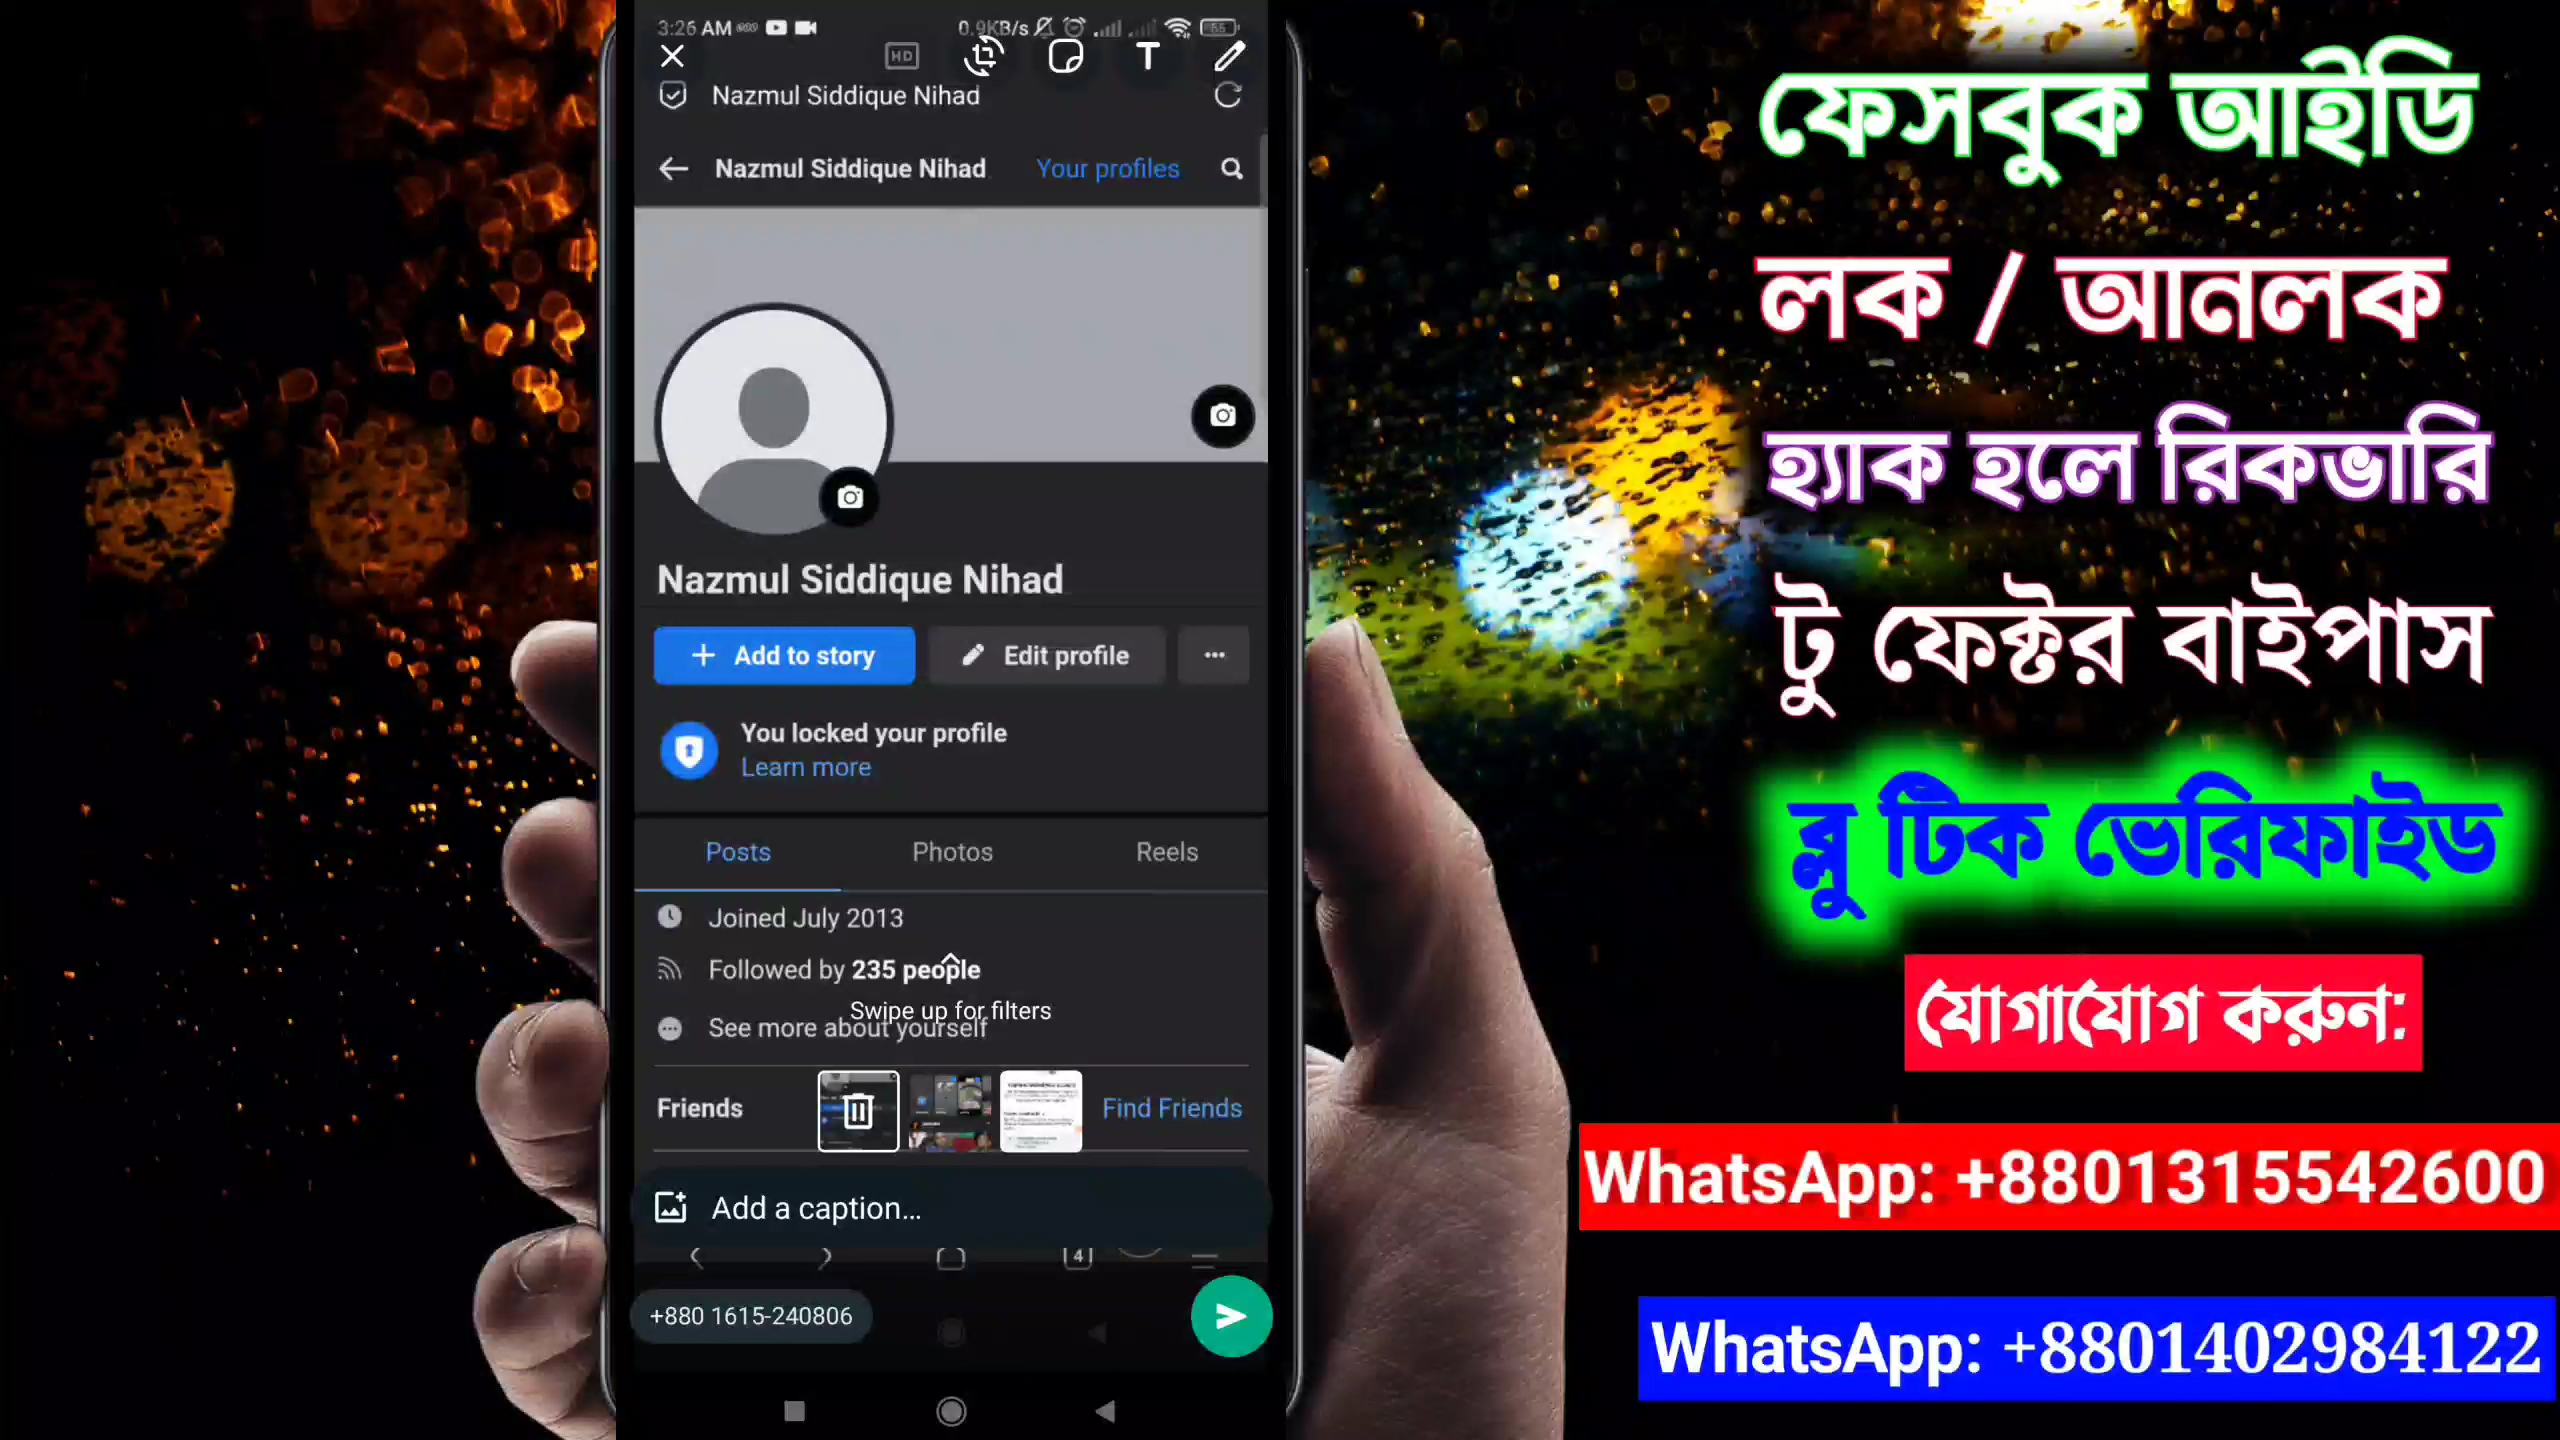 3:26 AM
0.9KB/s
55
HD
T
Nazmul Siddique Nihad
Nazmul Siddique Nihad
Your profiles
Nazmul Siddique Nihad
Add to story
Edit profile
You locked your profile
Learn more
Posts
Photos
Reels
Joined July 2013
Followed by 235 people
Swipe up for filters
See more about yourself
Friends
Find Friends
Add a caption...
4
+880 1615-240806
ফেসবুক আইডি
লক / আনলক
হ্যাক হলে রিকভারি
টু ফেক্টর বাইপাস
ব্লু টিক ভেরিফাইড
যোগাযোগ করুন:
WhatsApp: +8801315542600
WhatsApp: +8801402984122